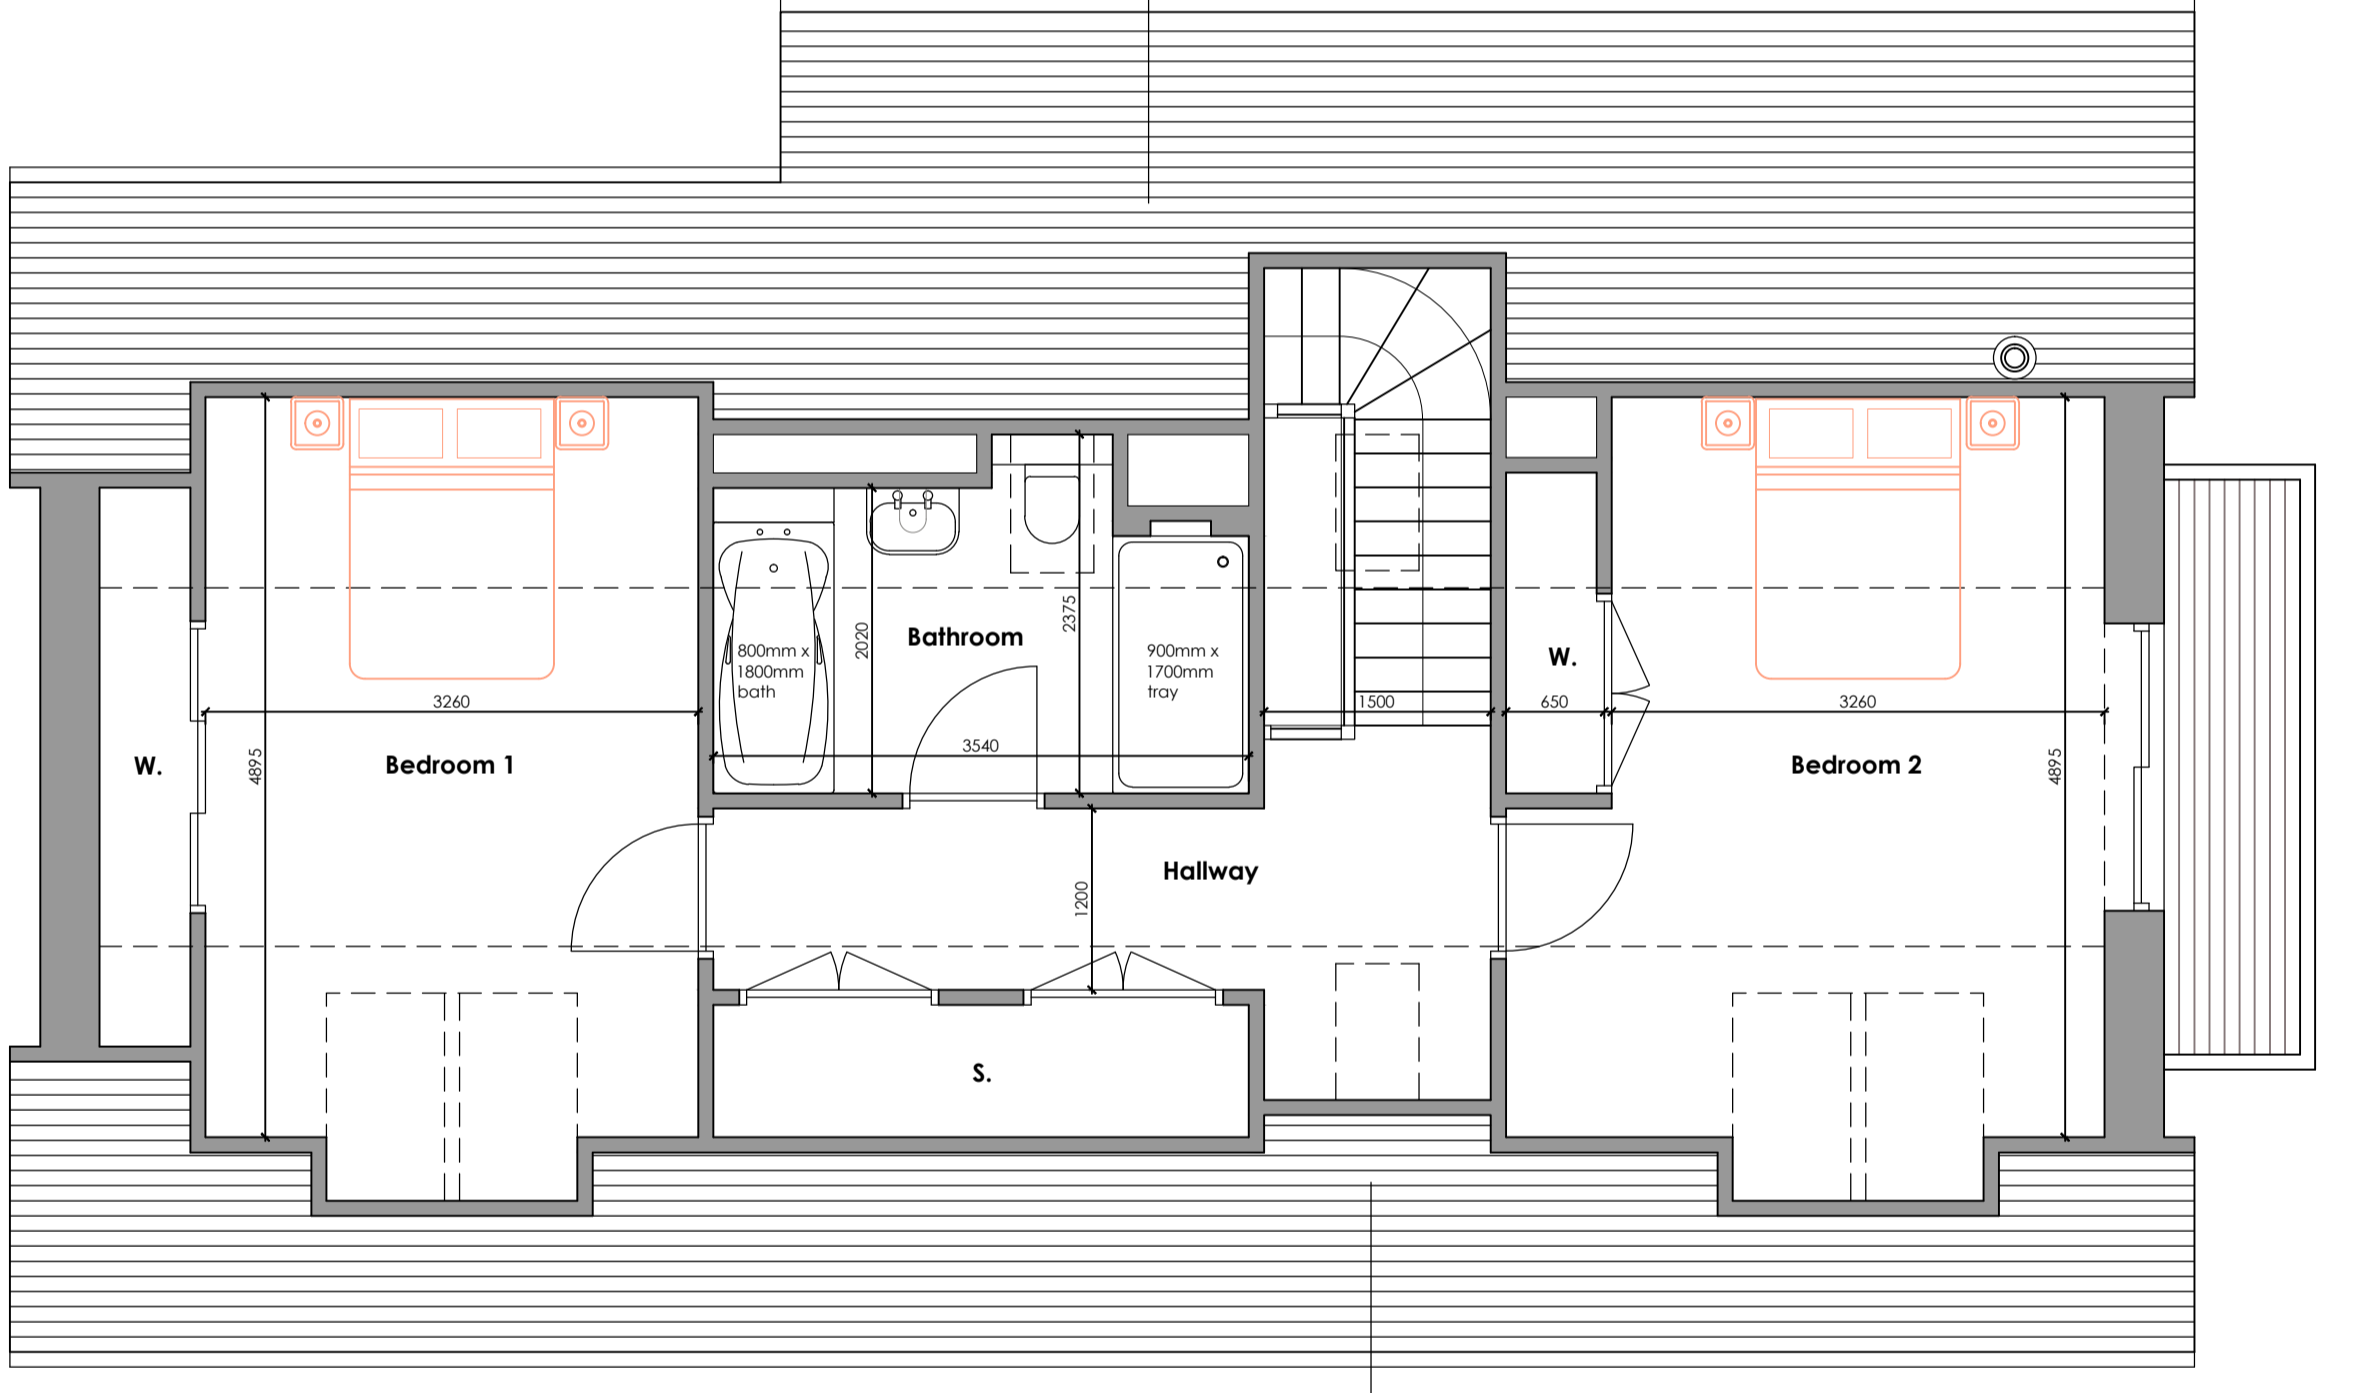 Bathroom
2020
2375
800mm x
1800mm
bath
900mm x
1700mm
tray
W.
3260
1500
650
3260
3540
W.
4895
Bedroom 1
Bedroom 2
4895
Hallway
1200
S.